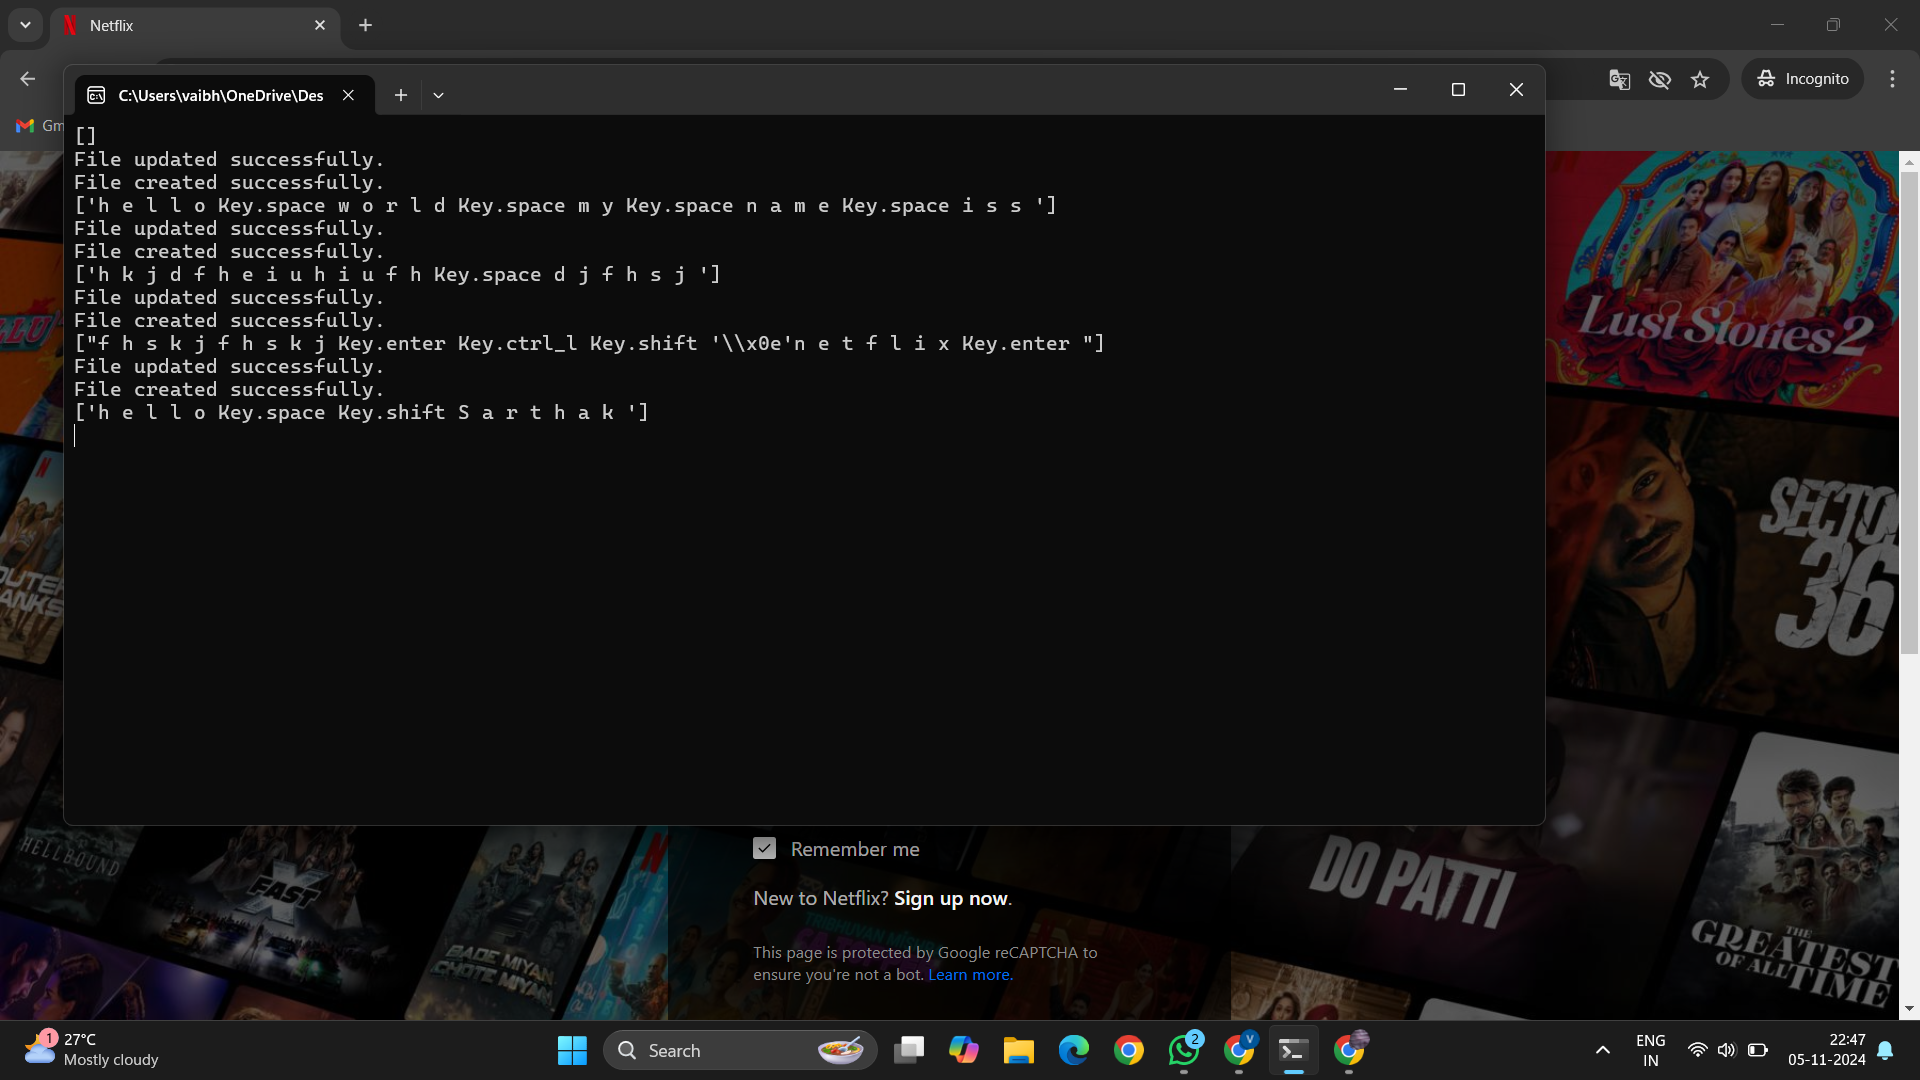 Netflix
Incognito
Gm
C:\Users\vaibh\OneDrive\Des
[]
File updated successfully.
File created successfully.
['h e l l o Key.space w o r l d Key.space m y Key.space n a m e Key.space i s s ']
File updated successfully.
File created successfully.
['h k j d f h e i u h i u f h Key.space d j f h s j ']
File updated successfully.
File created successfully.
["f h s k j f h s k j Key.enter Key.ctrl_l Key.shift '\\x0e'n e t f l i x Key.enter "]
File updated successfully.
File created successfully.
['h e l l o Key.space Key.shift S a r t h a k ']
Lust Stories 2
SECTOR
36
HELLBOUND
FAST X
BADE MIYAN
CHOTE MIYAN
DO PATTI
THE
GREATEST
OF ALL TIME
Remember me
New to Netflix? Sign up now.
This page is protected by Google reCAPTCHA to
ensure you're not a bot. Learn more.
1
27°C
Mostly cloudy
Search
2
V
ENG
IN
22:47
05-11-2024